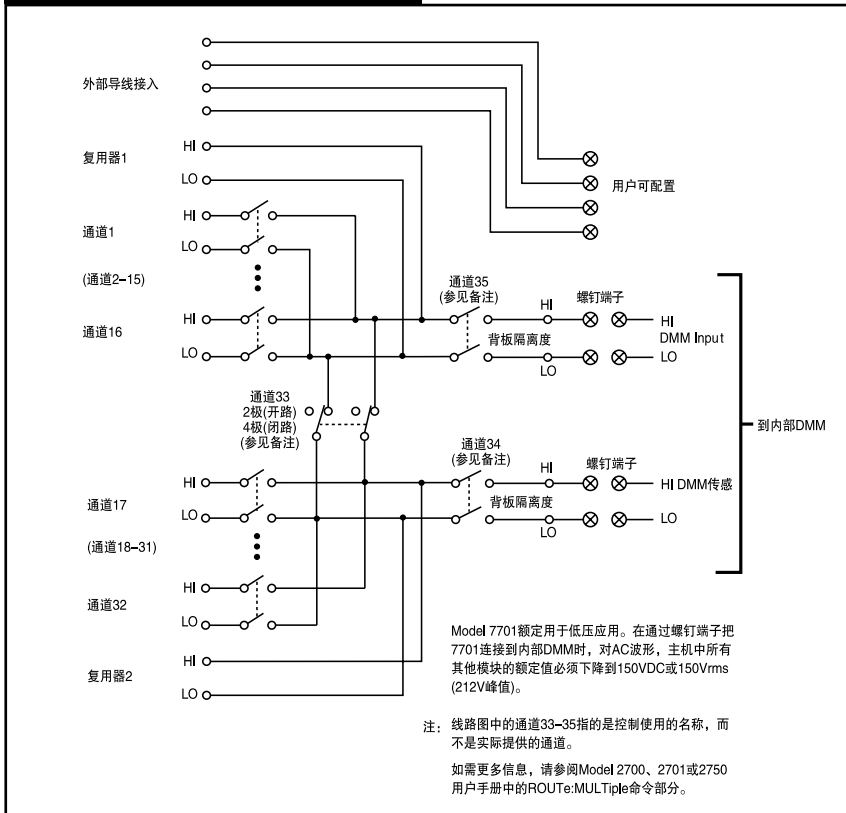 外部导线接入
复用器1
HI
LO
用户可配置
通道1
HI
LO
(通道2–15)
通道16
HI
LO
通道35
(参见备注)
HI
背板隔离度
LO
螺钉端子
HI
DMM Input
LO
到内部DMM
通道33
2极(开路)
4极(闭路)
(参见备注)
通道17
HI
LO
(通道18–31)
通道34
(参见备注)
HI
背板隔离度
LO
螺钉端子
HI DMM传感
LO
通道32
HI
LO
复用器2
HI
LO
Model 7701额定用于低压应用。在通过螺钉端子把
7701连接到内部DMM时，对AC波形，主机中所有
其他模块的额定值必须下降到150VDC或150Vrms
(212V峰值)。
注：线路图中的通道33–35指的是控制使用的名称，而
不是实际提供的通道。
如需更多信息，请参阅Model 2700、2701或2750
用户手册中的ROUTe:MULTiple命令部分。